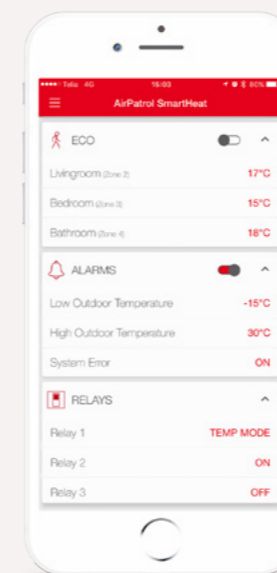 Telia 4G 15:03 80%
AirPatrol SmartHeat
ECO
Livingroom (Zone 2) 17°C
Bedroom (Zone 3) 15°C
Bathroom (Zone 4) 18°C
ALARMS
Low Outdoor Temperature -15°C
High Outdoor Temperature 30°C
System Error ON
RELAYS
Relay 1 TEMP MODE
Relay 2 ON
Relay 3 OFF